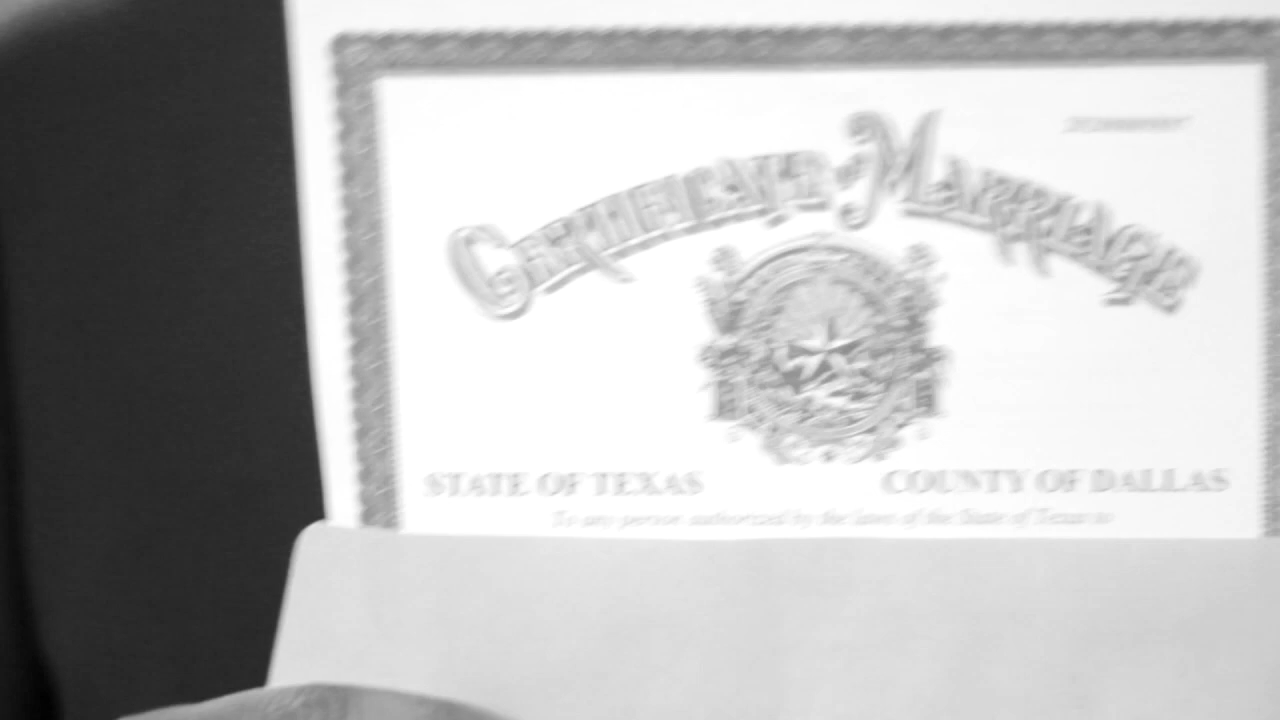 CERTIFICATE OF MARRIAGE
STATE OF TEXAS
COUNTY OF DALLAS
To any person authorized by the laws of the State of Texas to